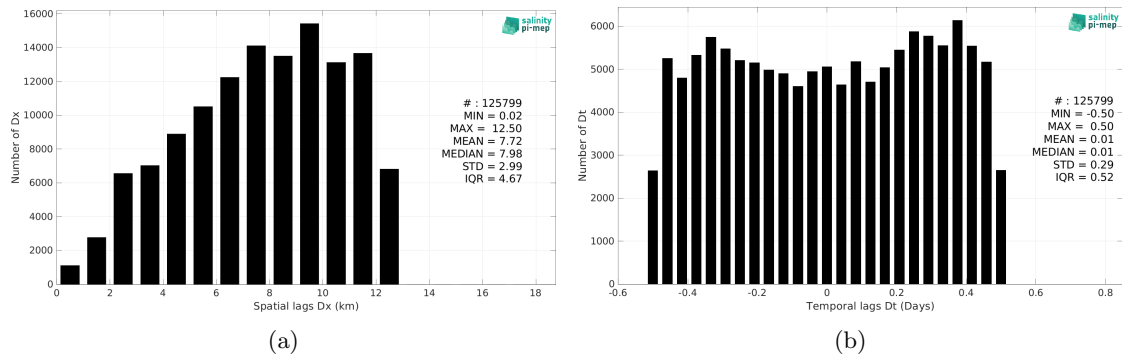 salinity
pi-mep
16000
14000
12000
10000
8000
6000
4000
2000
0
Number of Dx
# : 125799
MIN = 0.02
MAX = 12.50
MEAN = 7.72
MEDIAN = 7.98
STD = 2.99
IQR = 4.67
0 2 4 6 8 10 12 14 16 18
Spatial lags Dx (km)
(a)
salinity
pi-mep
6000
5000
4000
3000
2000
1000
0
Number of Dt
# : 125799
MIN = -0.50
MAX = 0.50
MEAN = 0.01
MEDIAN = 0.01
STD = 0.29
IQR = 0.52
-0.6 -0.4 -0.2 0 0.2 0.4 0.6 0.8
Temporal lags Dt (Days)
(b)